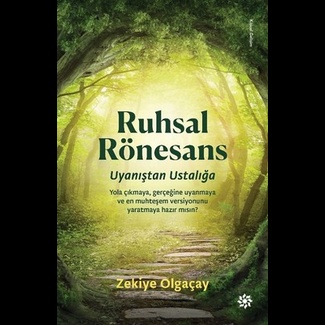 Ruhsal
Rönesans
Uyanıştan Ustalığa
Yola çıkmaya, gerçeğine uyanmaya
ve en muhteşem versiyonunu
yaratmaya hazır mısın?
Zekiye Olgaçay